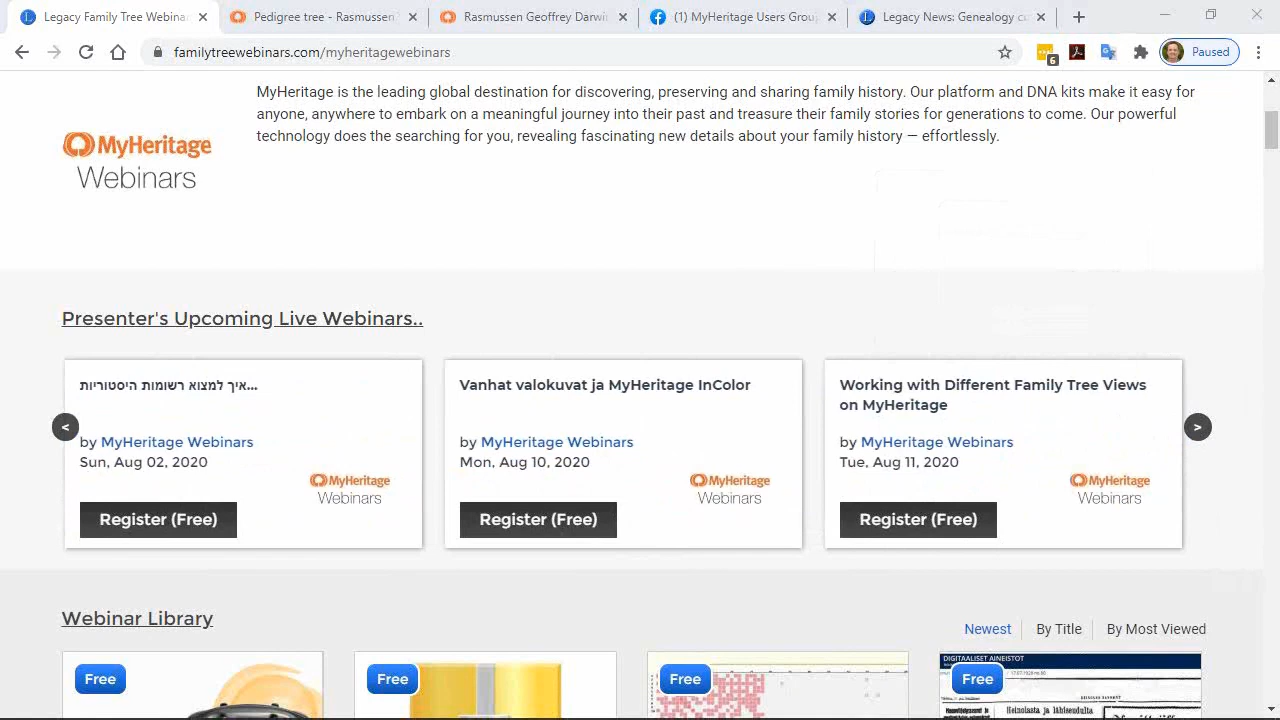 Legacy Family Tree Webinar
Pedigree tree - Rasmussen
Rasmussen Geoffrey Darwi
(1) MyHeritage Users Group
Legacy News: Genealogy
familytreewebinars.com/myheritagewebinars
6
Paused
MyHeritage is the leading global destination for discovering, preserving and sharing family history. Our platform and DNA kits make it easy for
anyone, anywhere to embark on a meaningful journey into their past and treasure their family stories for generations to come. Our powerful
technology does the searching for you, revealing fascinating new details about your family history — effortlessly.
MyHeritage
Webinars
Presenter's Upcoming Live Webinars..
איך למצוא רשומות היסטוריות...
by MyHeritage Webinars
Sun, Aug 02, 2020
MyHeritage
Webinars
Register (Free)
Vanhat valokuvat ja MyHeritage InColor
by MyHeritage Webinars
Mon, Aug 10, 2020
MyHeritage
Webinars
Register (Free)
Working with Different Family Tree Views
on MyHeritage
by MyHeritage Webinars
Tue, Aug 11, 2020
MyHeritage
Webinars
Register (Free)
<
>
Webinar Library
Newest
By Title
By Most Viewed
Free
Free
Free
Free
DIGITAALISET AINEISTOT
Heinolasta ja lähiseudulta